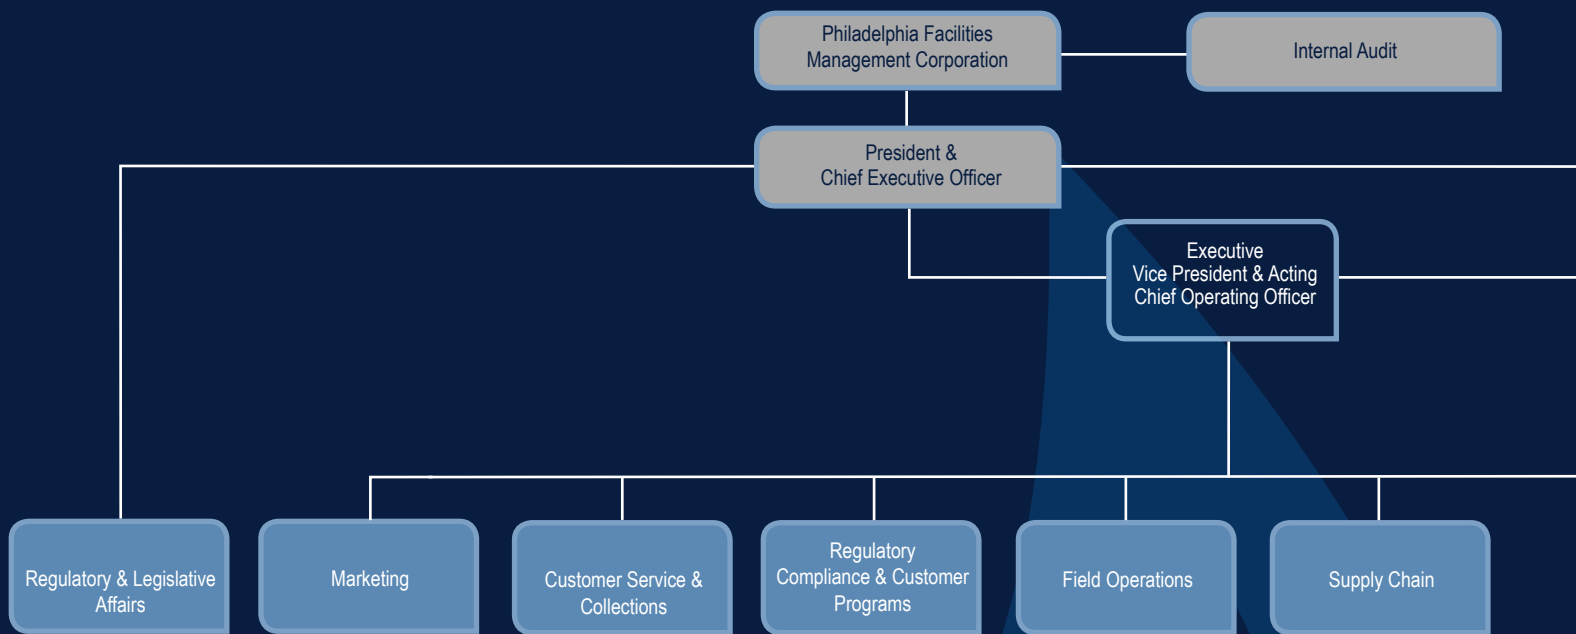 Philadelphia Facilities
Management Corporation
Internal Audit
President &
Chief Executive Officer
Executive
Vice President & Acting
Chief Operating Officer
Regulatory & Legislative
Affairs
Marketing
Customer Service &
Collections
Regulatory
Compliance & Customer
Programs
Field Operations
Supply Chain